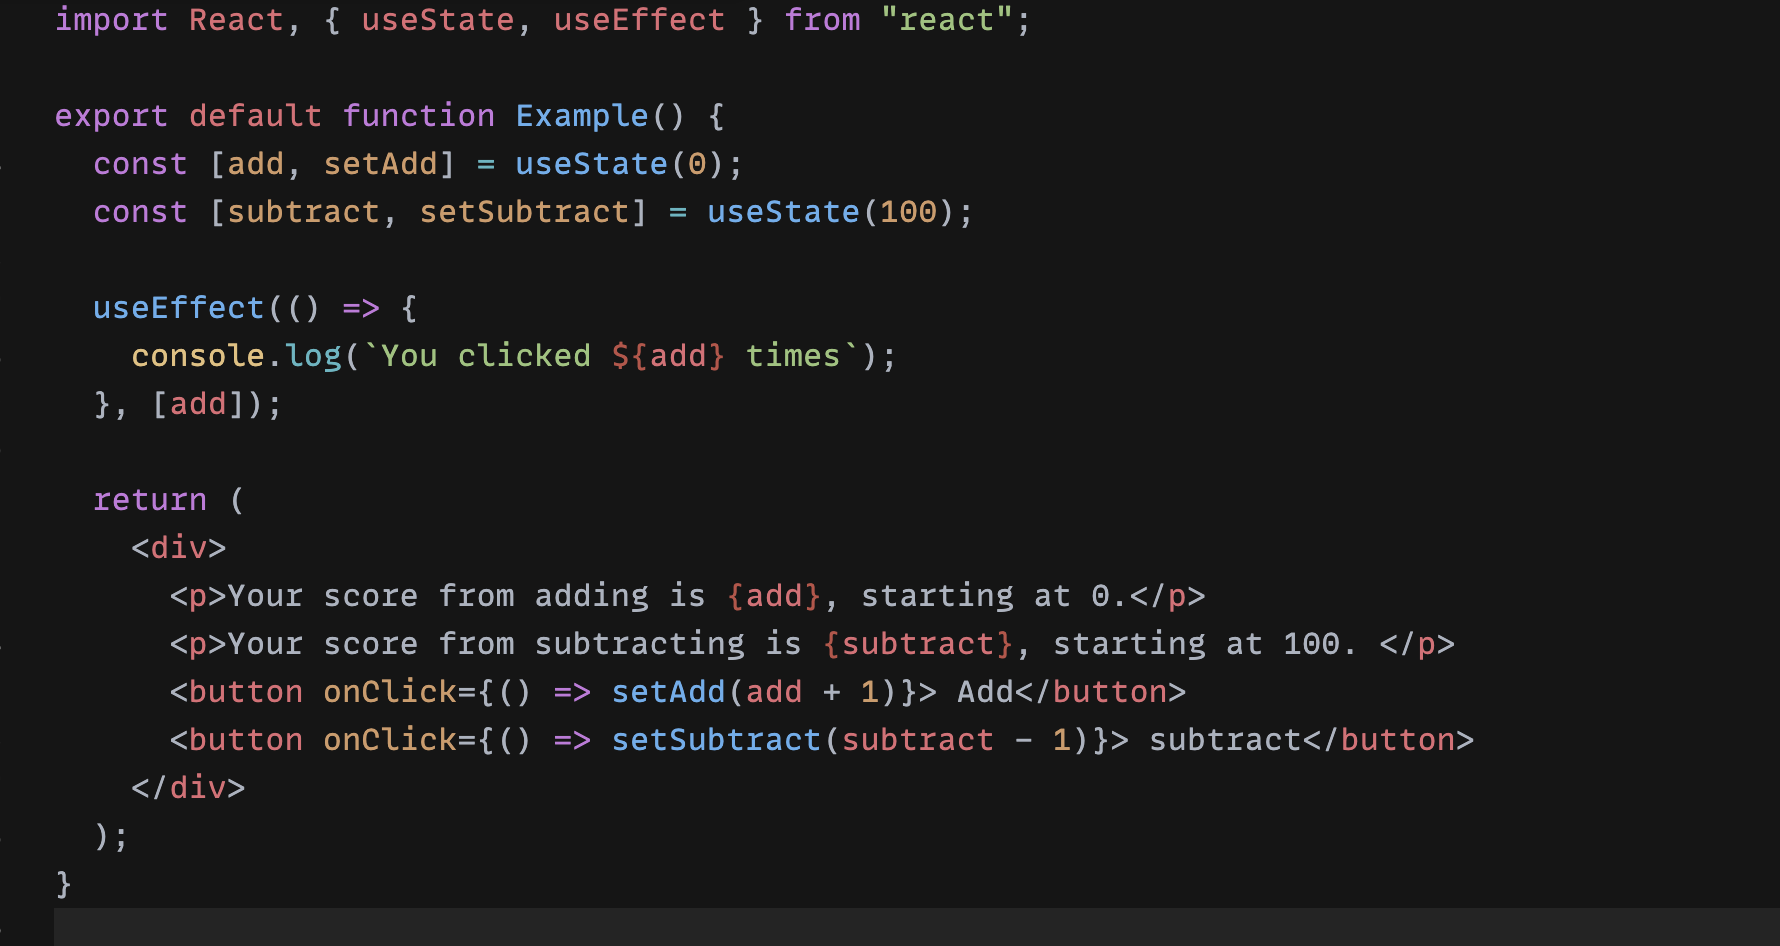 import React, { useState, useEffect } from "react";
export default function Example() {
  const [add, setAdd] = useState(0);
  const [subtract, setSubtract] = useState(100);
  useEffect(() => {
    console.log(`You clicked ${add} times`);
  }, [add]);
  return (
    <div>
      <p>Your score from adding is {add}, starting at 0.</p>
      <p>Your score from subtracting is {subtract}, starting at 100. </p>
      <button onClick={() => setAdd(add + 1)}> Add</button>
      <button onClick={() => setSubtract(subtract - 1)}> subtract</button>
    </div>
  );
}